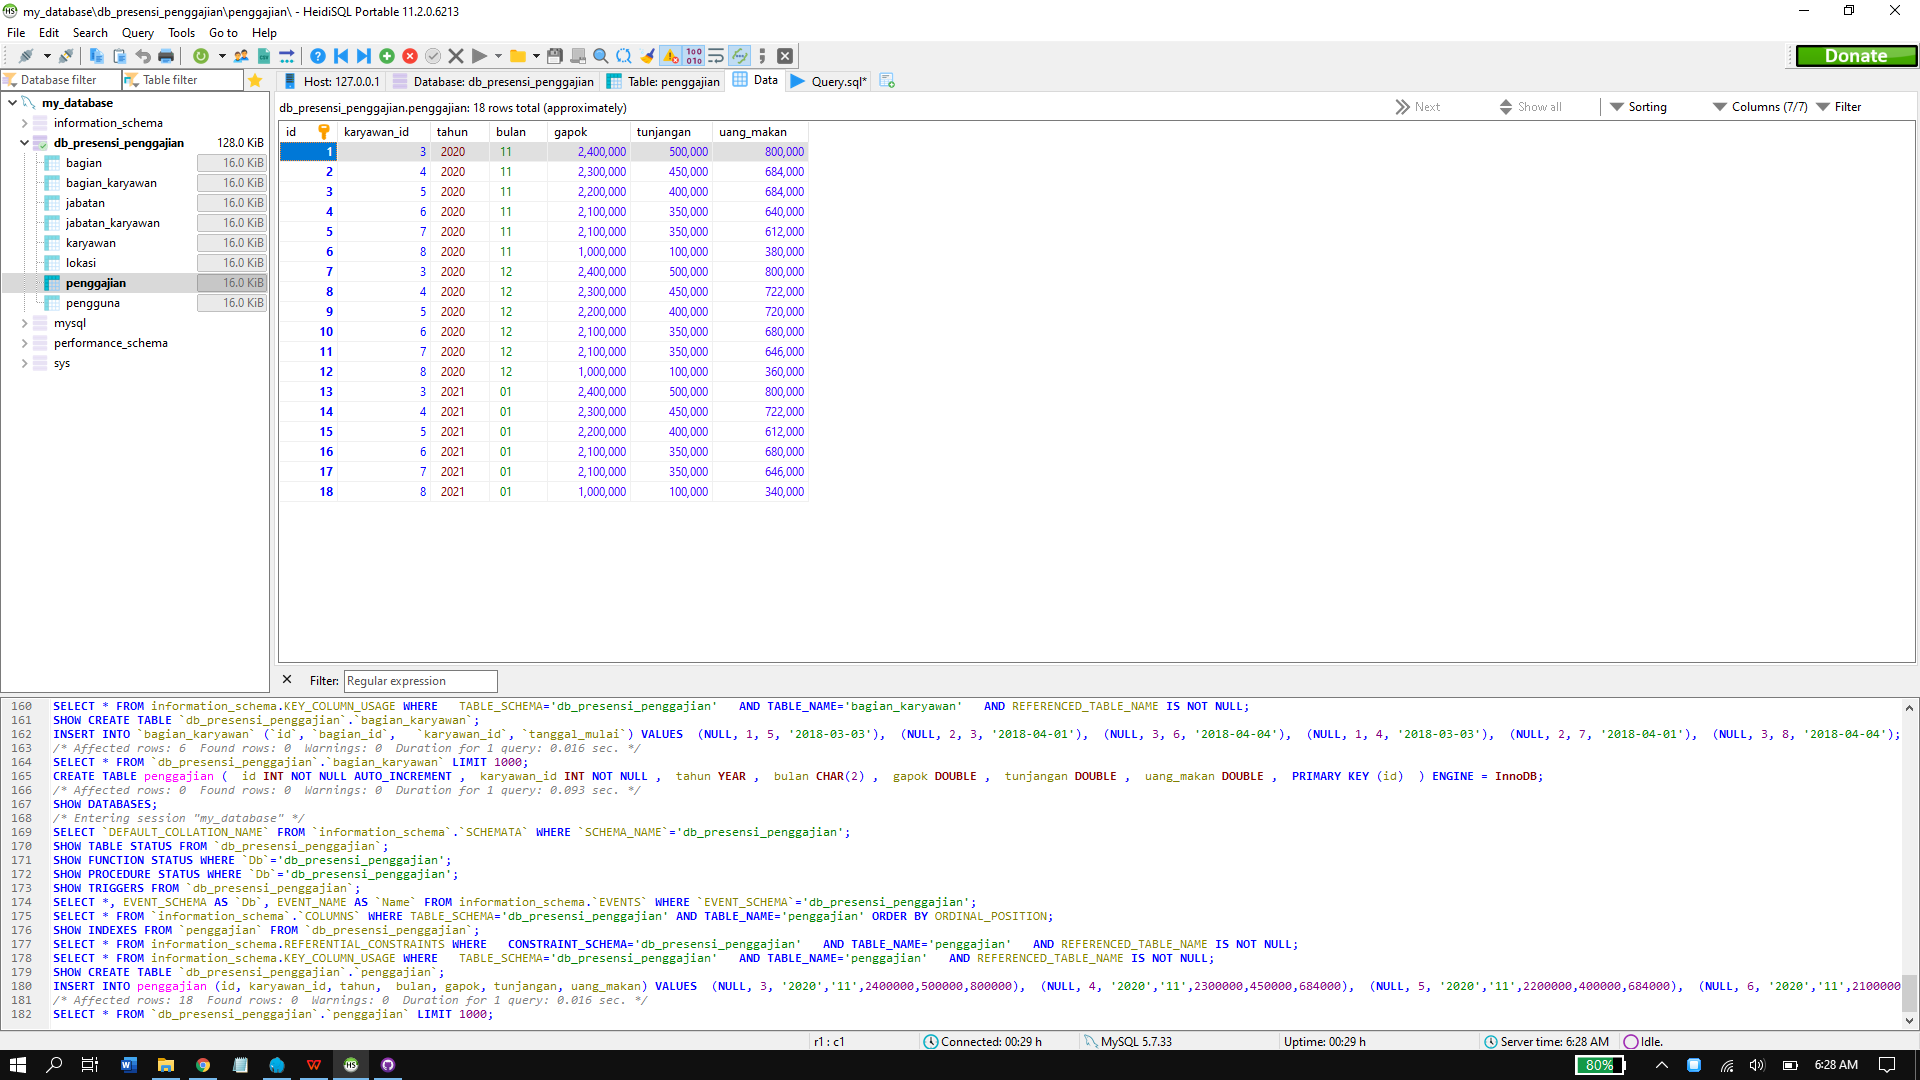 my_database\db_presensi_penggajian\penggajian\ - HeidiSQL Portable 11.2.0.6213
File Edit Search Query Tools Go to Help
Donate
Database filter Table filter
Host: 127.0.0.1 Database: db_presensi_penggajian Table: penggajian Data Query.sql*
my_database
information_schema
db_presensi_penggajian 128.0 KiB
bagian 16.0 KiB
bagian_karyawan 16.0 KiB
jabatan 16.0 KiB
jabatan_karyawan 16.0 KiB
karyawan 16.0 KiB
lokasi 16.0 KiB
penggajian 16.0 KiB
pengguna 16.0 KiB
mysql
performance_schema
sys
db_presensi_penggajian.penggajian: 18 rows total (approximately) Next Show all Sorting Columns (7/7) Filter
id karyawan_id tahun bulan gapok tunjangan uang_makan
1 3 2020 11 2,400,000 500,000 800,000
2 4 2020 11 2,300,000 450,000 684,000
3 5 2020 11 2,200,000 400,000 684,000
4 6 2020 11 2,100,000 350,000 640,000
5 7 2020 11 2,100,000 350,000 612,000
6 8 2020 11 1,000,000 100,000 380,000
7 3 2020 12 2,400,000 500,000 800,000
8 4 2020 12 2,300,000 450,000 722,000
9 5 2020 12 2,200,000 400,000 720,000
10 6 2020 12 2,100,000 350,000 680,000
11 7 2020 12 2,100,000 350,000 646,000
12 8 2020 12 1,000,000 100,000 360,000
13 3 2021 01 2,400,000 500,000 800,000
14 4 2021 01 2,300,000 450,000 722,000
15 5 2021 01 2,200,000 400,000 612,000
16 6 2021 01 2,100,000 350,000 680,000
17 7 2021 01 2,100,000 350,000 646,000
18 8 2021 01 1,000,000 100,000 340,000
Filter: Regular expression
160 SELECT * FROM information_schema.KEY_COLUMN_USAGE WHERE TABLE_SCHEMA='db_presensi_penggajian' AND TABLE_NAME='bagian_karyawan' AND REFERENCED_TABLE_NAME IS NOT NULL;
161 SHOW CREATE TABLE `db_presensi_penggajian`.`bagian_karyawan`;
162 INSERT INTO `bagian_karyawan` (`id`, `bagian_id`, `karyawan_id`, `tanggal_mulai`) VALUES (NULL, 1, 5, '2018-03-03'), (NULL, 2, 3, '2018-04-01'), (NULL, 3, 6, '2018-04-04'), (NULL, 1, 4, '2018-03-03'), (NULL, 2, 7, '2018-04-01'), (NULL, 3, 8, '2018-04-04');
163 /* Affected rows: 6 Found rows: 0 Warnings: 0 Duration for 1 query: 0.016 sec. */
164 SELECT * FROM `db_presensi_penggajian`.`bagian_karyawan` LIMIT 1000;
165 CREATE TABLE penggajian ( id INT NOT NULL AUTO_INCREMENT , karyawan_id INT NOT NULL , tahun YEAR , bulan CHAR(2) , gapok DOUBLE , tunjangan DOUBLE , uang_makan DOUBLE , PRIMARY KEY (id) ) ENGINE = InnoDB;
166 /* Affected rows: 0 Found rows: 0 Warnings: 0 Duration for 1 query: 0.093 sec. */
167 SHOW DATABASES;
168 /* Entering session "my_database" */
169 SELECT `DEFAULT_COLLATION_NAME` FROM `information_schema`.`SCHEMATA` WHERE `SCHEMA_NAME`='db_presensi_penggajian';
170 SHOW TABLE STATUS FROM `db_presensi_penggajian`;
171 SHOW FUNCTION STATUS WHERE `Db`='db_presensi_penggajian';
172 SHOW PROCEDURE STATUS WHERE `Db`='db_presensi_penggajian';
173 SHOW TRIGGERS FROM `db_presensi_penggajian`;
174 SELECT *, EVENT_SCHEMA AS `Db`, EVENT_NAME AS `Name` FROM information_schema.`EVENTS` WHERE `EVENT_SCHEMA`='db_presensi_penggajian';
175 SELECT * FROM `information_schema`.`COLUMNS` WHERE TABLE_SCHEMA='db_presensi_penggajian' AND TABLE_NAME='penggajian' ORDER BY ORDINAL_POSITION;
176 SHOW INDEXES FROM `penggajian` FROM `db_presensi_penggajian`;
177 SELECT * FROM information_schema.REFERENTIAL_CONSTRAINTS WHERE CONSTRAINT_SCHEMA='db_presensi_penggajian' AND TABLE_NAME='penggajian' AND REFERENCED_TABLE_NAME IS NOT NULL;
178 SELECT * FROM information_schema.KEY_COLUMN_USAGE WHERE TABLE_SCHEMA='db_presensi_penggajian' AND TABLE_NAME='penggajian' AND REFERENCED_TABLE_NAME IS NOT NULL;
179 SHOW CREATE TABLE `db_presensi_penggajian`.`penggajian`;
180 INSERT INTO penggajian (id, karyawan_id, tahun, bulan, gapok, tunjangan, uang_makan) VALUES (NULL, 3, '2020','11',2400000,500000,800000), (NULL, 4, '2020','11',2300000,450000,684000), (NULL, 5, '2020','11',2200000,400000,684000), (NULL, 6, '2020','11',2100000
181 /* Affected rows: 18 Found rows: 0 Warnings: 0 Duration for 1 query: 0.016 sec. */
182 SELECT * FROM `db_presensi_penggajian`.`penggajian` LIMIT 1000;
r1 : c1 Connected: 00:29 h MySQL 5.7.33 Uptime: 00:29 h Server time: 6:28 AM Idle.
80% 6:28 AM